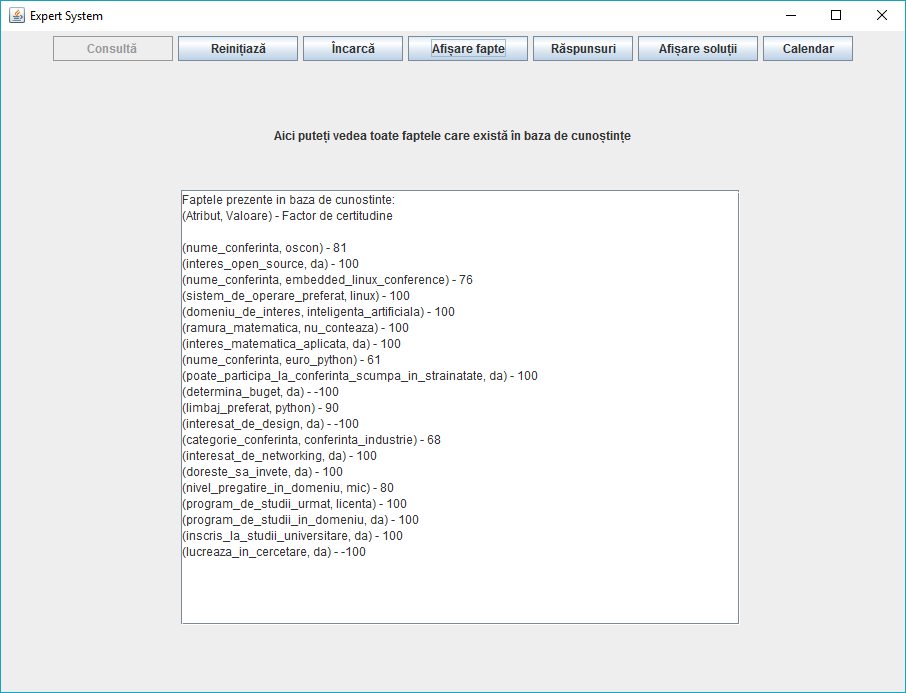 Expert System
Consultă Reinițiază Încarcă Afișare fapte Răspunsuri Afișare soluții Calendar
Aici puteți vedea toate faptele care există în baza de cunoștințe
Faptele prezente in baza de cunostinte:
(Atribut, Valoare) - Factor de certitudine
(nume_conferinta, oscon) - 81
(interes_open_source, da) - 100
(nume_conferinta, embedded_linux_conference) - 76
(sistem_de_operare_preferat, linux) - 100
(domeniu_de_interes, inteligenta_artificiala) - 100
(ramura_matematica, nu_conteaza) - 100
(interes_matematica_aplicata, da) - 100
(nume_conferinta, euro_python) - 61
(poate_participa_la_conferinta_scumpa_in_strainatate, da) - 100
(determina_buget, da) - -100
(limbaj_preferat, python) - 90
(interesat_de_design, da) - -100
(categorie_conferinta, conferinta_industrie) - 68
(interesat_de_networking, da) - 100
(doreste_sa_invete, da) - 100
(nivel_pregatire_in_domeniu, mic) - 80
(program_de_studii_urmat, licenta) - 100
(program_de_studii_in_domeniu, da) - 100
(inscris_la_studii_universitare, da) - 100
(lucreaza_in_cercetare, da) - -100